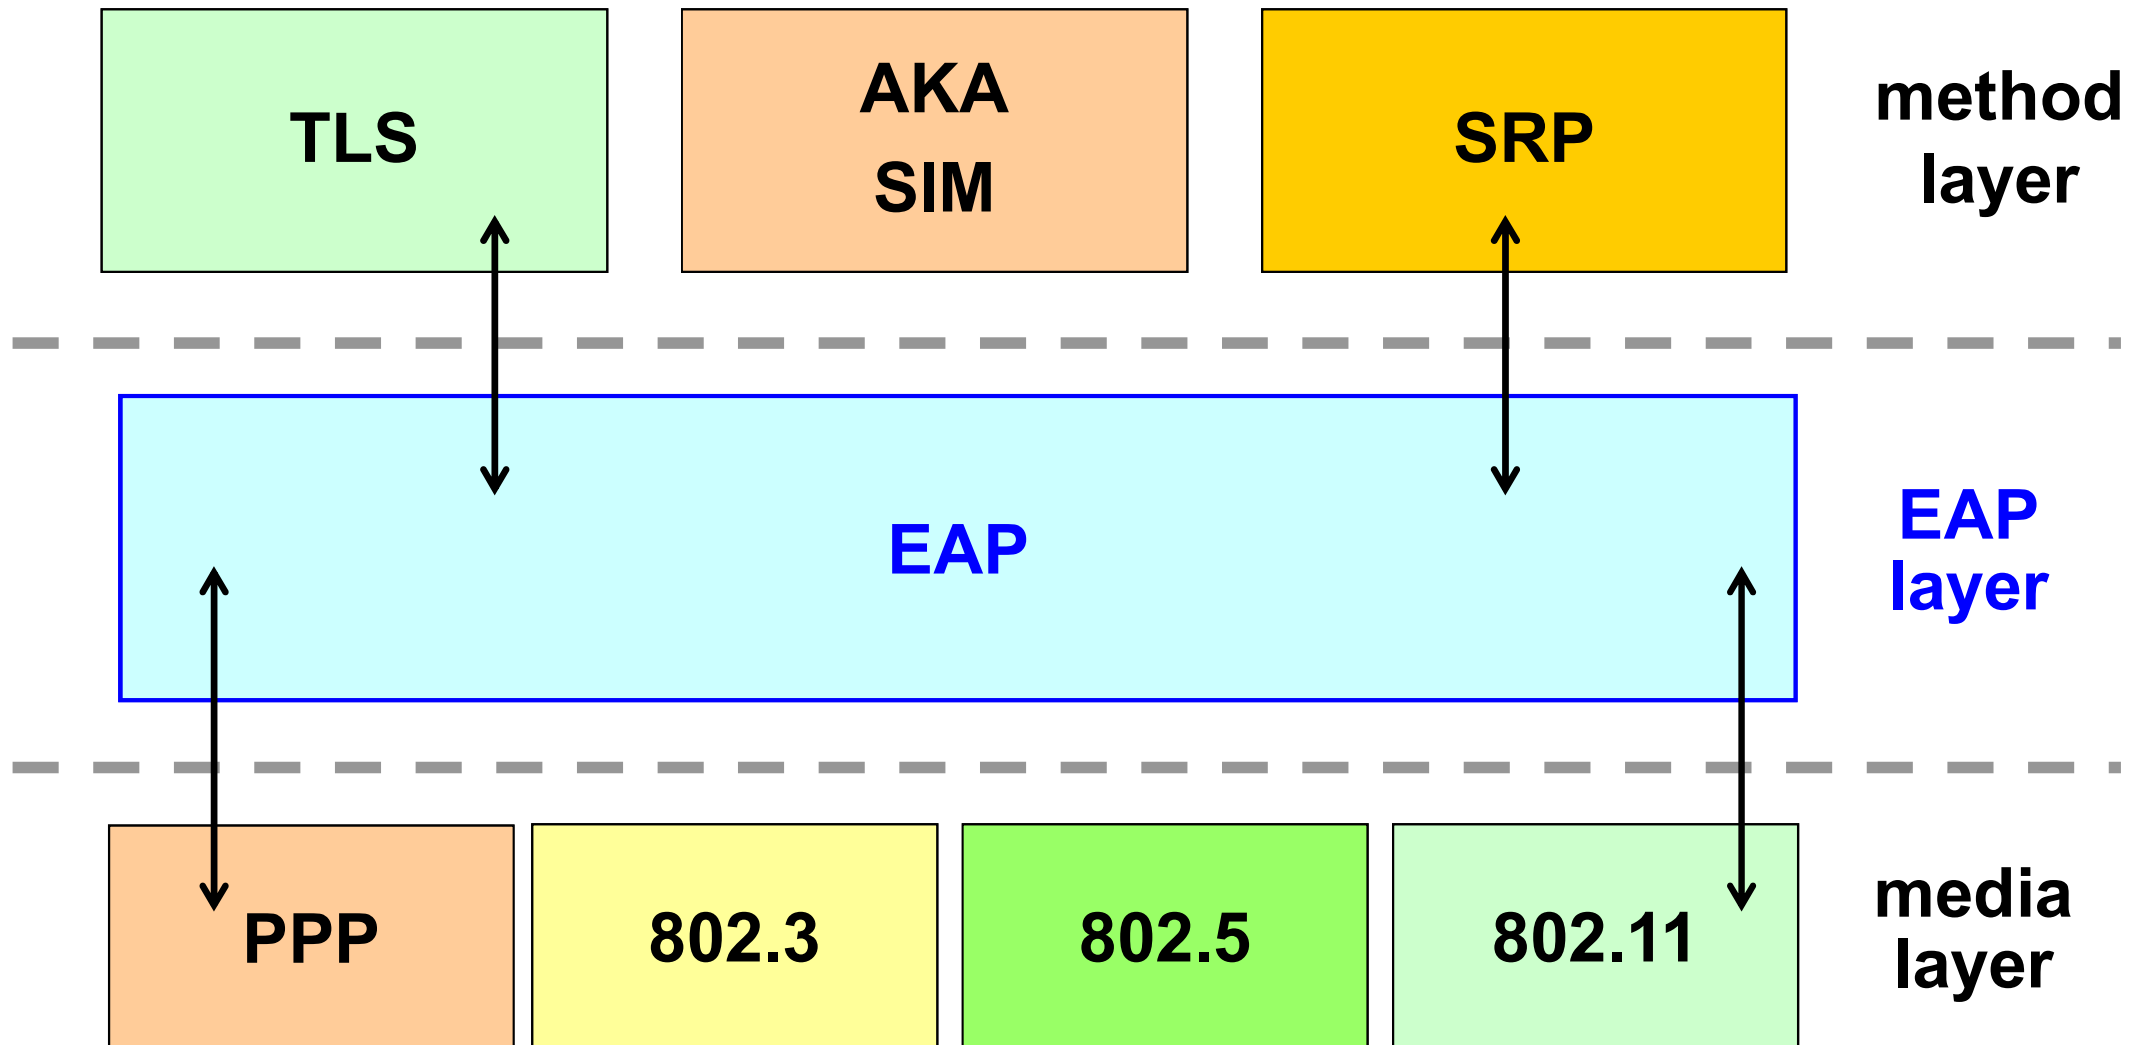 TLS
AKA
SIM
SRP
method
layer
EAP
EAP
layer
PPP
802.3
802.5
802.11
media
layer